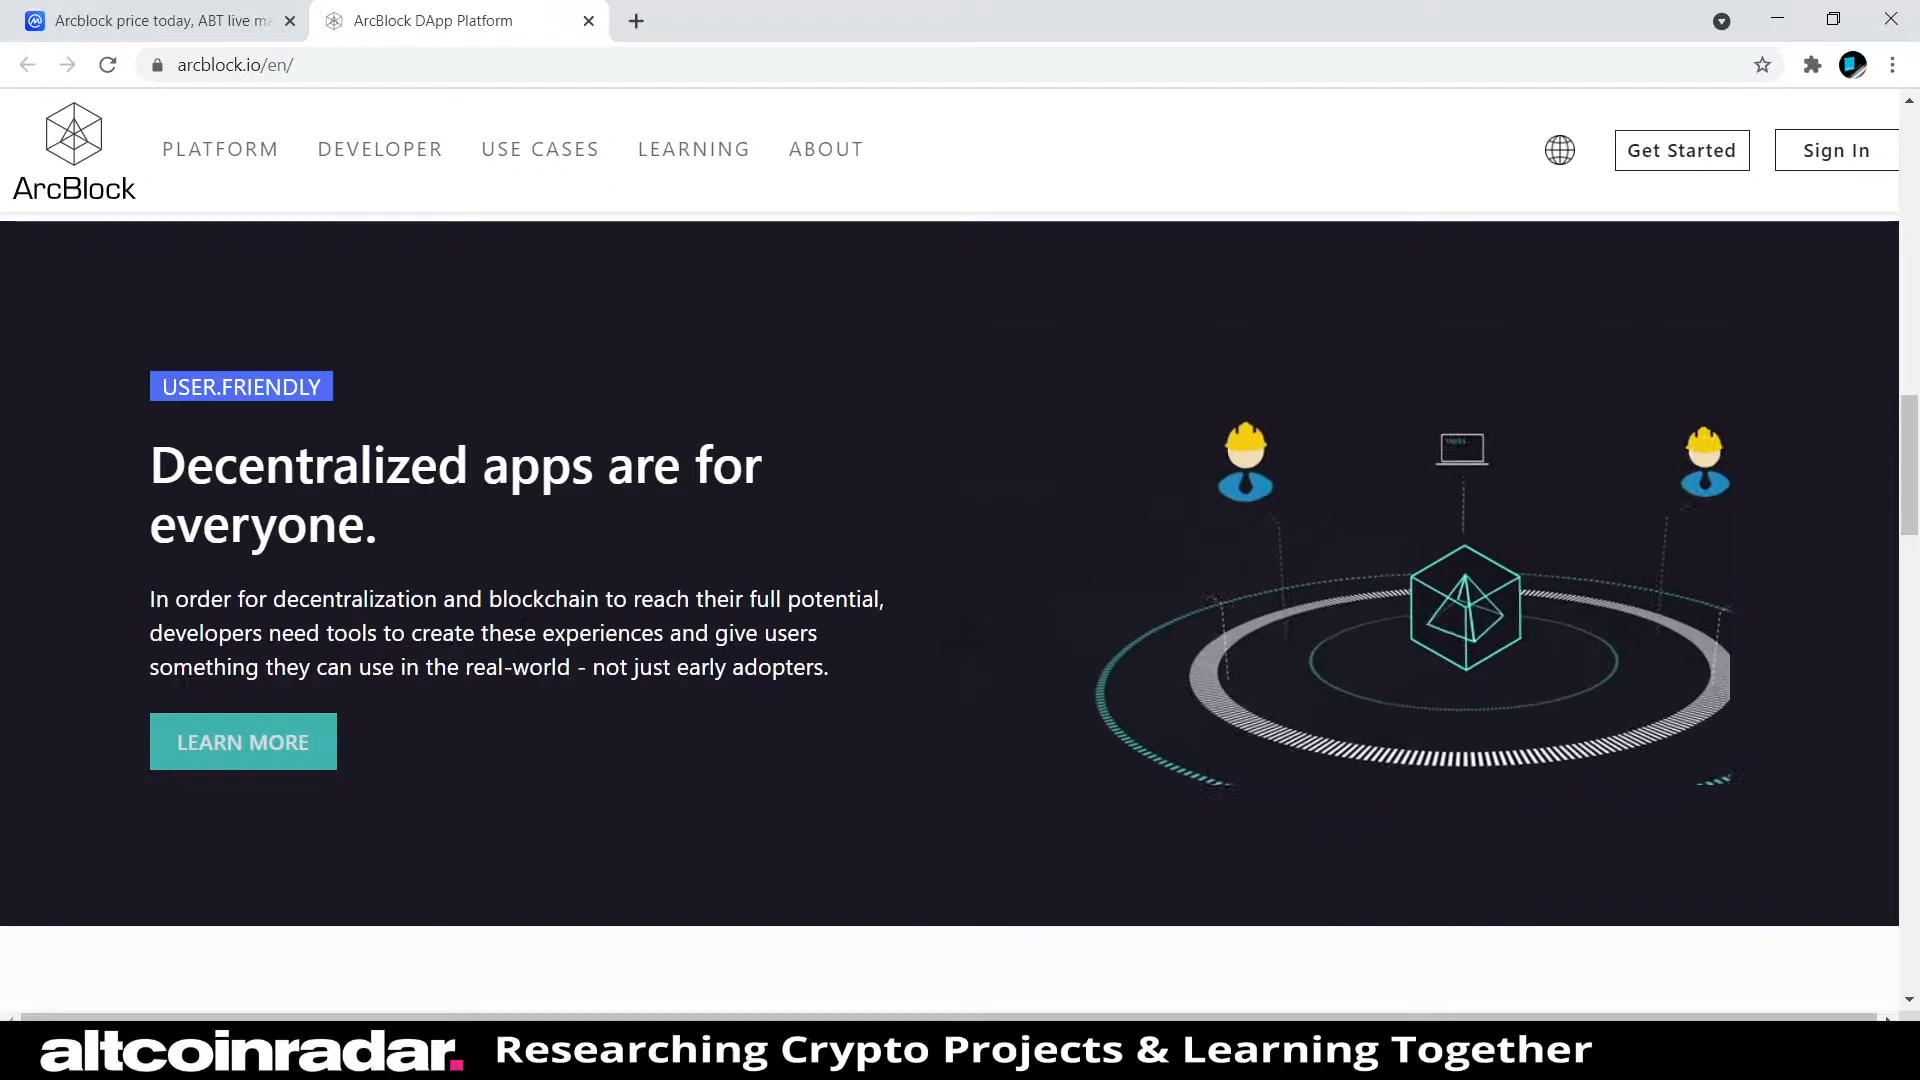 Arcblock price today, ABT live ma
ArcBlock DApp Platform
arcblock.io/en/
ArcBlock
PLATFORM
DEVELOPER
USE CASES
LEARNING
ABOUT
Get Started
Sign In
USER.FRIENDLY
Decentralized apps are for
everyone.
In order for decentralization and blockchain to reach their full potential,
developers need tools to create these experiences and give users
something they can use in the real-world - not just early adopters.
LEARN MORE
altcoinradar.
Researching Crypto Projects & Learning Together